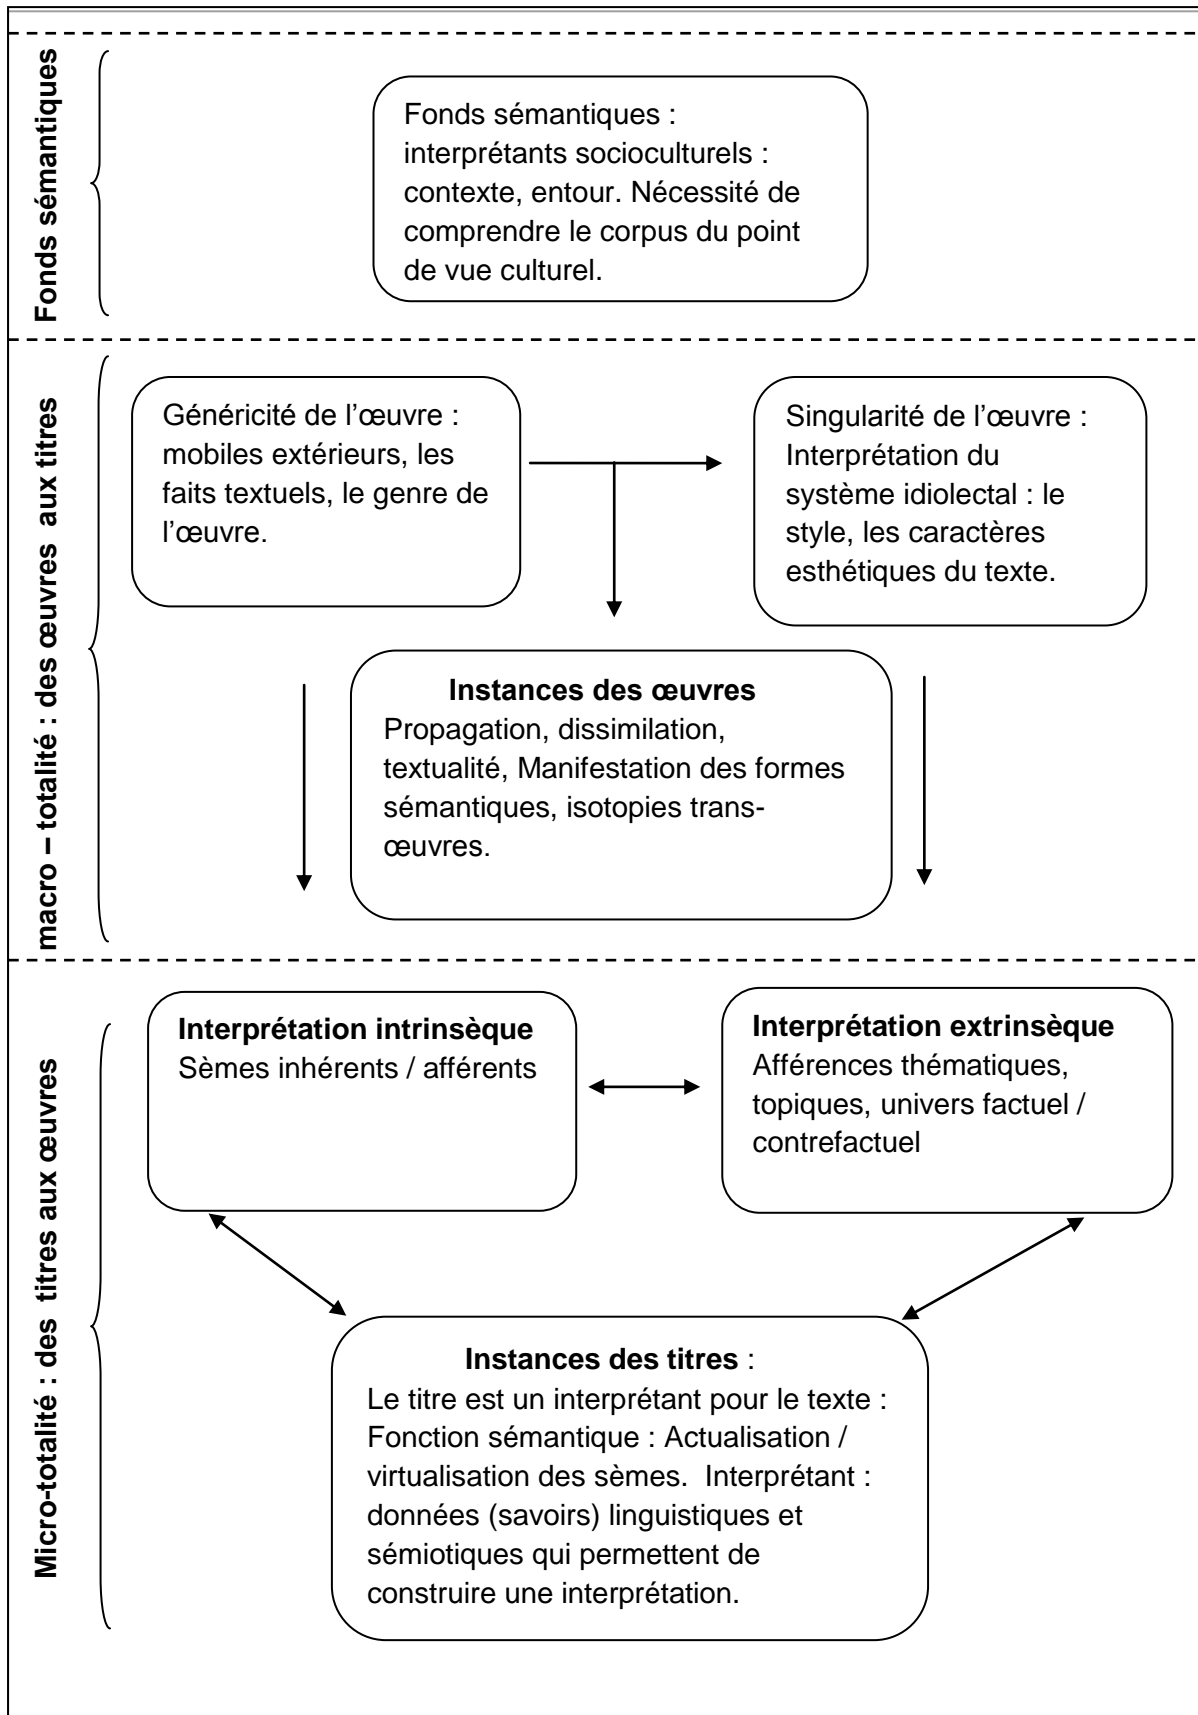 Fonds sémantiques
Fonds sémantiques :
interprétants socioculturels :
contexte, entour. Nécessité de
comprendre le corpus du point
de vue culturel.
macro – totalité : des œuvres aux titres
Généricité de l’œuvre :
mobiles extérieurs, les
faits textuels, le genre de
l’œuvre.
Singularité de l’œuvre :
Interprétation du
système idiolectal : le
style, les caractères
esthétiques du texte.
Instances des œuvres
Propagation, dissimilation,
textualité, Manifestation des formes
sémantiques, isotopies trans-
œuvres.
Micro-totalité : des titres aux œuvres
Interprétation intrinsèque
Sèmes inhérents / afférents
Interprétation extrinsèque
Afférences thématiques,
topiques, univers factuel /
contrefactuel
Instances des titres :
Le titre est un interprétant pour le texte :
Fonction sémantique : Actualisation /
virtualisation des sèmes. Interprétant :
données (savoirs) linguistiques et
sémiotiques qui permettent de
construire une interprétation.